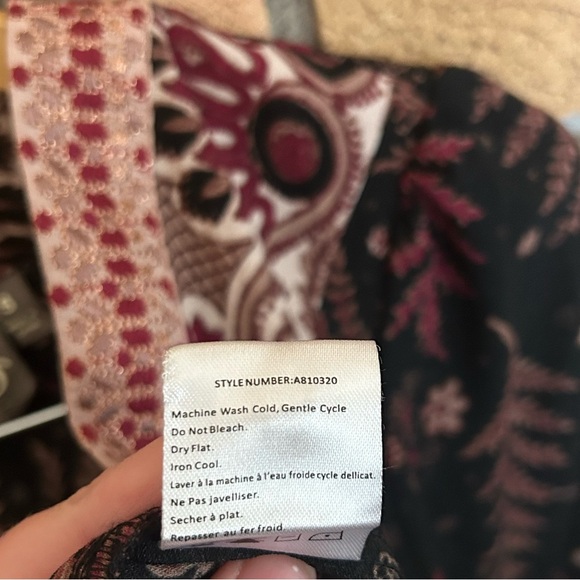 STYLE NUMBER:A810320
Machine Wash Cold, Gentle Cycle
Do Not Bleach.
Dry Flat.
Iron Cool.
Laver à la machine à l'eau froide cycle dellicat.
Ne Pas javelliser.
Secher à plat.
Repasser au fer froid.